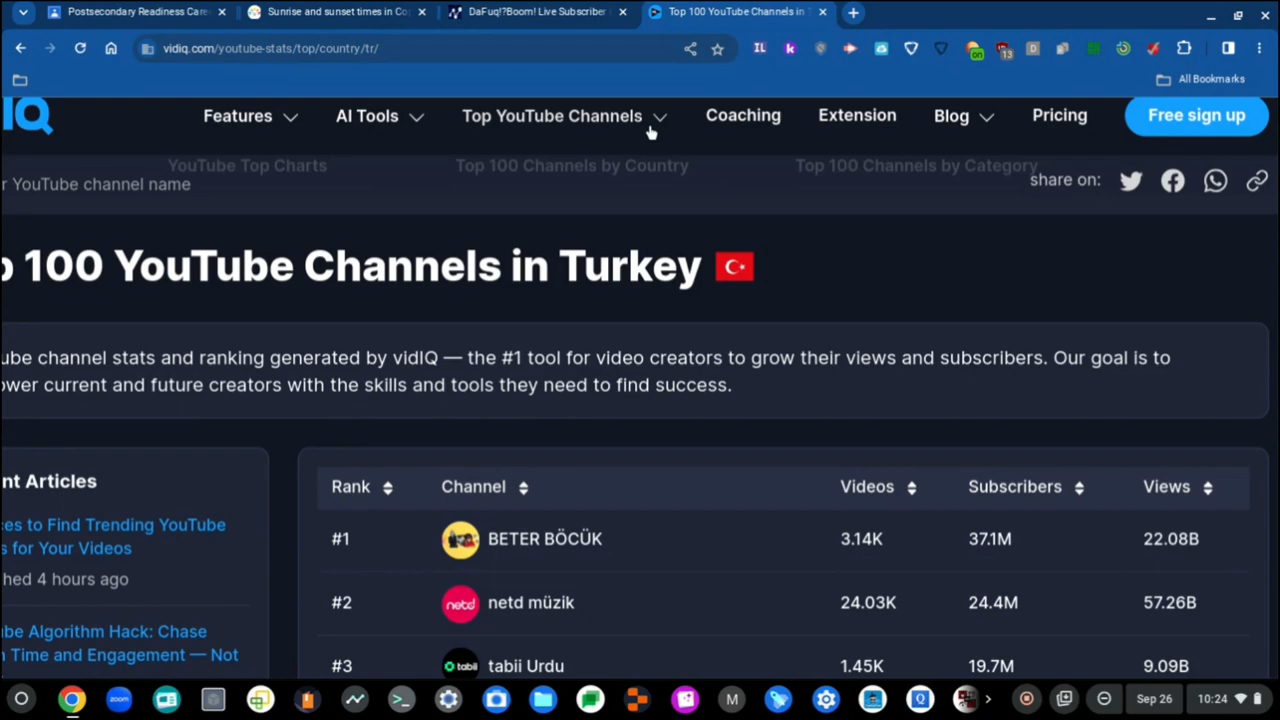 Postsecondary Readiness Care
Sunrise and sunset times in Co
DaFuq!?Boom! Live Subscriber
Top 100 YouTube Channels in T
vidiq.com/youtube-stats/top/country/tr/
IL
k
on
13
D
All Bookmarks
IQ
Features
AI Tools
Top YouTube Channels
Coaching
Extension
Blog
Pricing
Free sign up
YouTube Top Charts
Top 100 Channels by Country
Top 100 Channels by Category
r YouTube channel name
share on:
p 100 YouTube Channels in Turkey
ube channel stats and ranking generated by vidIQ — the #1 tool for video creators to grow their views and subscribers. Our goal is to
ower current and future creators with the skills and tools they need to find success.
nt Articles
ces to Find Trending YouTube
s for Your Videos
hed 4 hours ago
ube Algorithm Hack: Chase
n Time and Engagement — Not
Rank Channel Videos Subscribers Views
#1 BETER BÖCÜK 3.14K 37.1M 22.08B
#2 netd netd müzik 24.03K 24.4M 57.26B
#3 tabii tabii Urdu 1.45K 19.7M 9.09B
zoom
M
Q
Sep 26
10:24